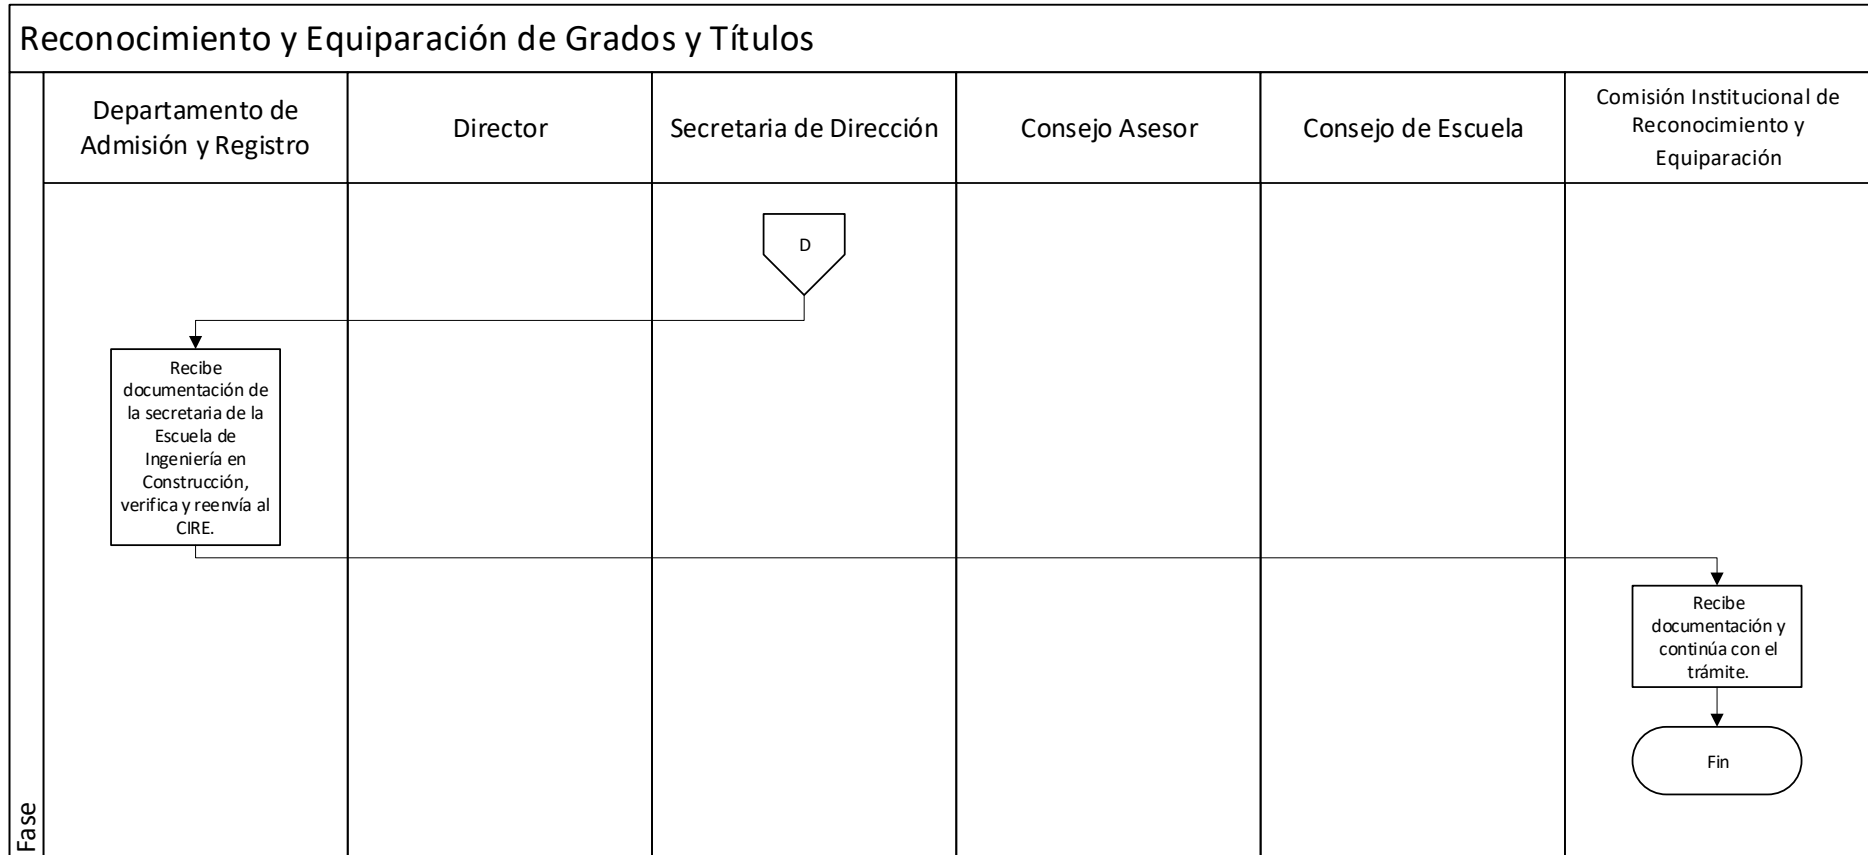 Reconocimiento y Equiparación de Grados y Títulos
Departamento de
Admisión y Registro
Director
Secretaria de Dirección
Consejo Asesor
Consejo de Escuela
Comisión Institucional de
Reconocimiento y
Equiparación
D
Recibe
documentación de
la secretaria de la
Escuela de
Ingeniería en
Construcción,
verifica y reenvía al
CIRE.
Recibe
documentación y
continúa con el
trámite.
Fin
Fase